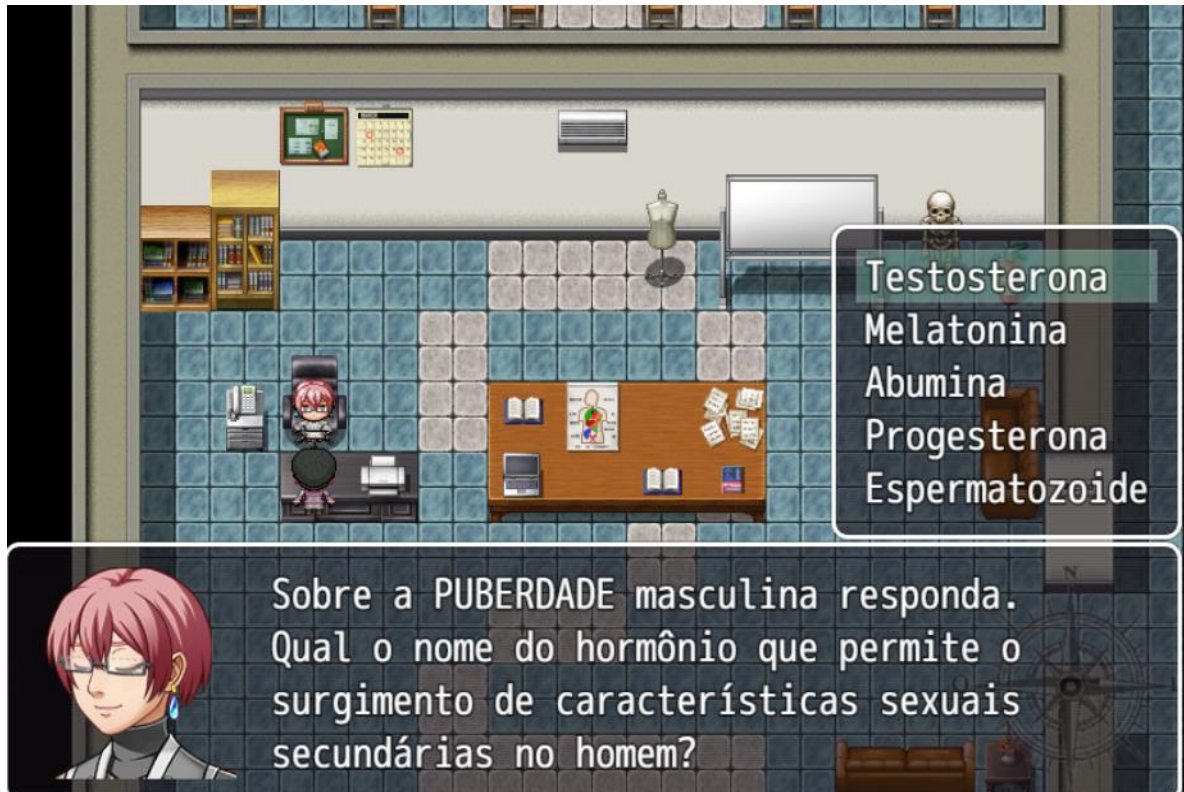 Testosterona
Melatonina
Abumina
Progesterona
Espermatozoide
Sobre a PUBERDADE masculina responda.
Qual o nome do hormônio que permite o
surgimento de características sexuais
secundárias no homem?
N